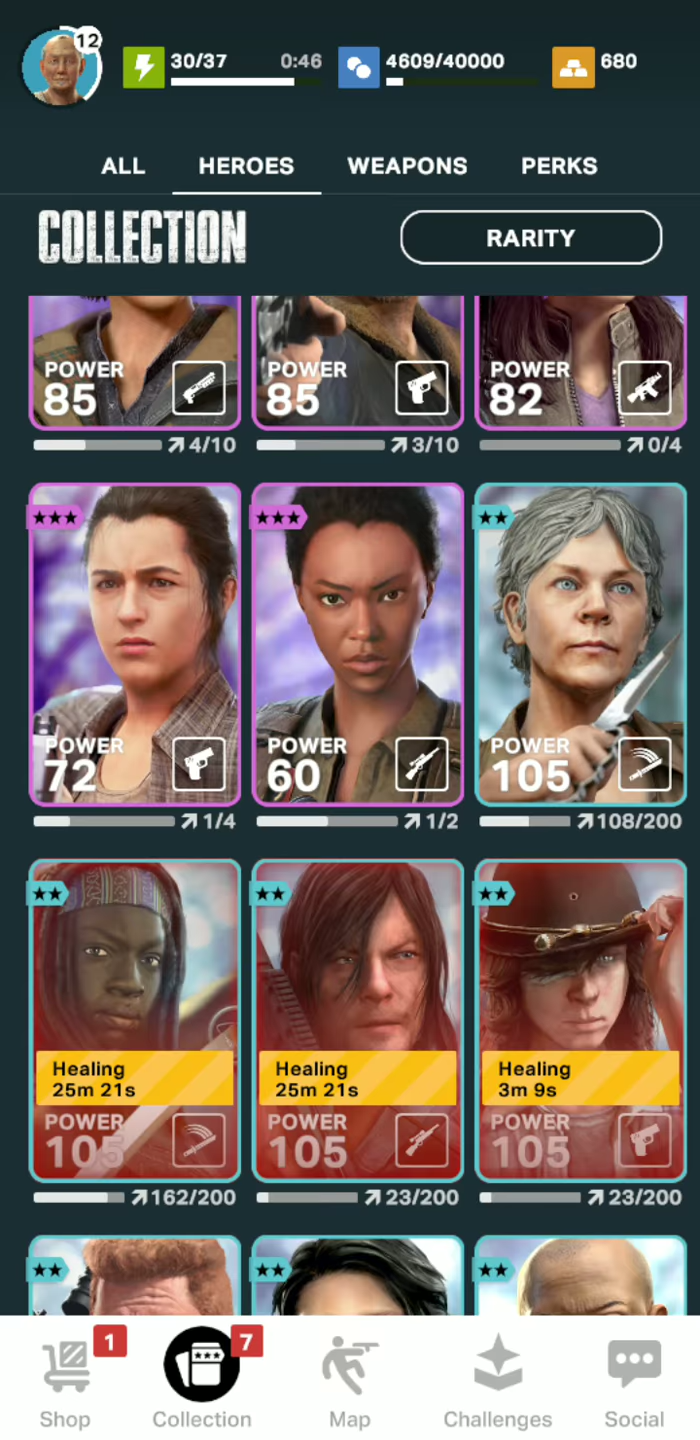 12
30/37 0:46 4609/40000 680
ALL HEROES WEAPONS PERKS
COLLECTION RARITY
POWER POWER POWER
85 85 82
4/10 3/10 0/4
POWER POWER POWER
72 60 105
1/4 1/2 108/200
Healing Healing Healing
25m 21s 25m 21s 3m 9s
POWER POWER POWER
105 105 105
162/200 23/200 23/200
1 7
Shop Collection Map Challenges Social